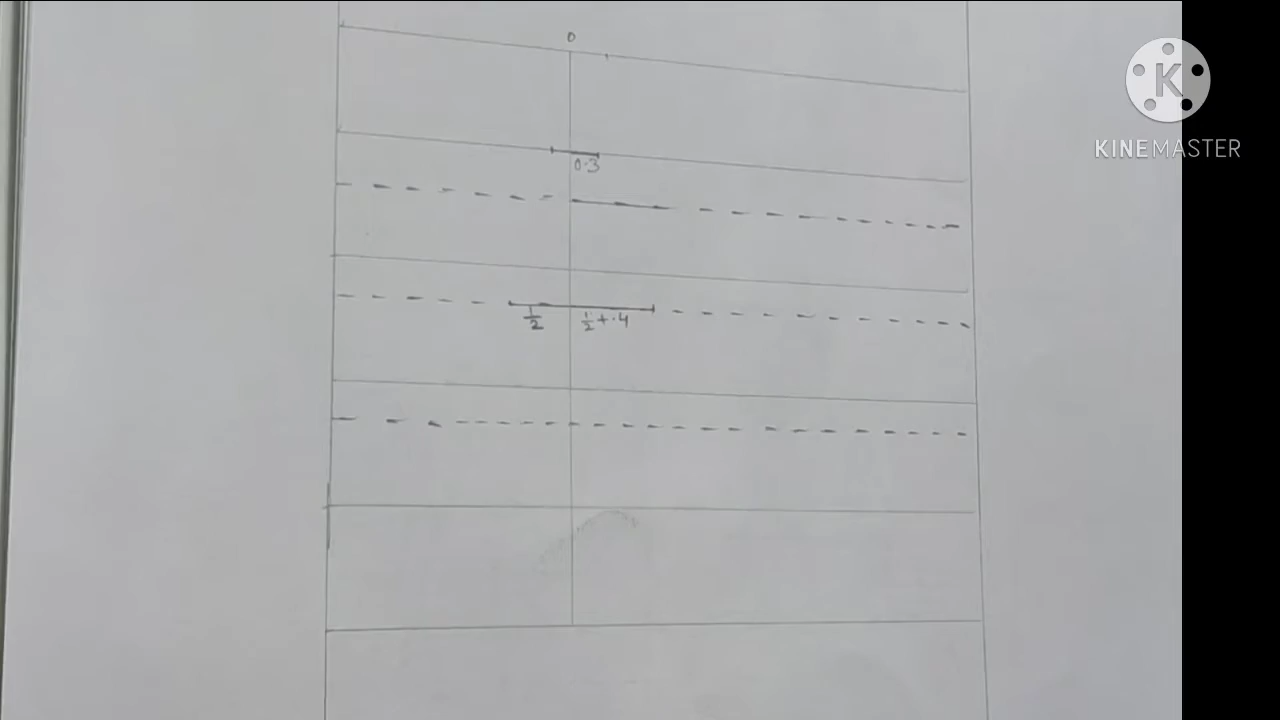 0
K
KINEMASTER
0.3
1/2 1/2 + .4